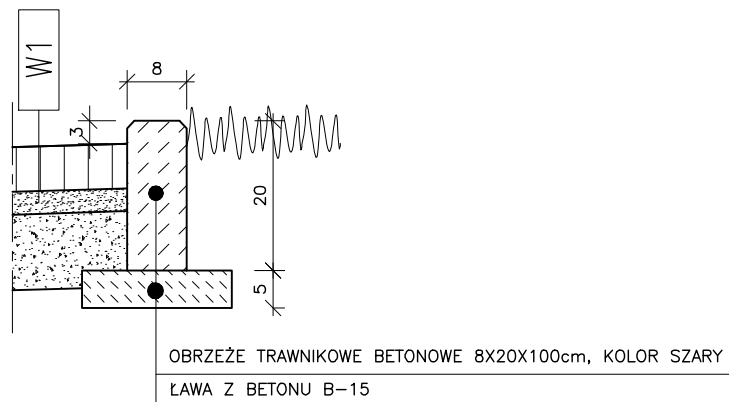 W1
8
3
20
5
OBRZEŻE TRAWNIKOWE BETONOWE 8X20X100cm, KOLOR SZARY
ŁAWA Z BETONU B-15